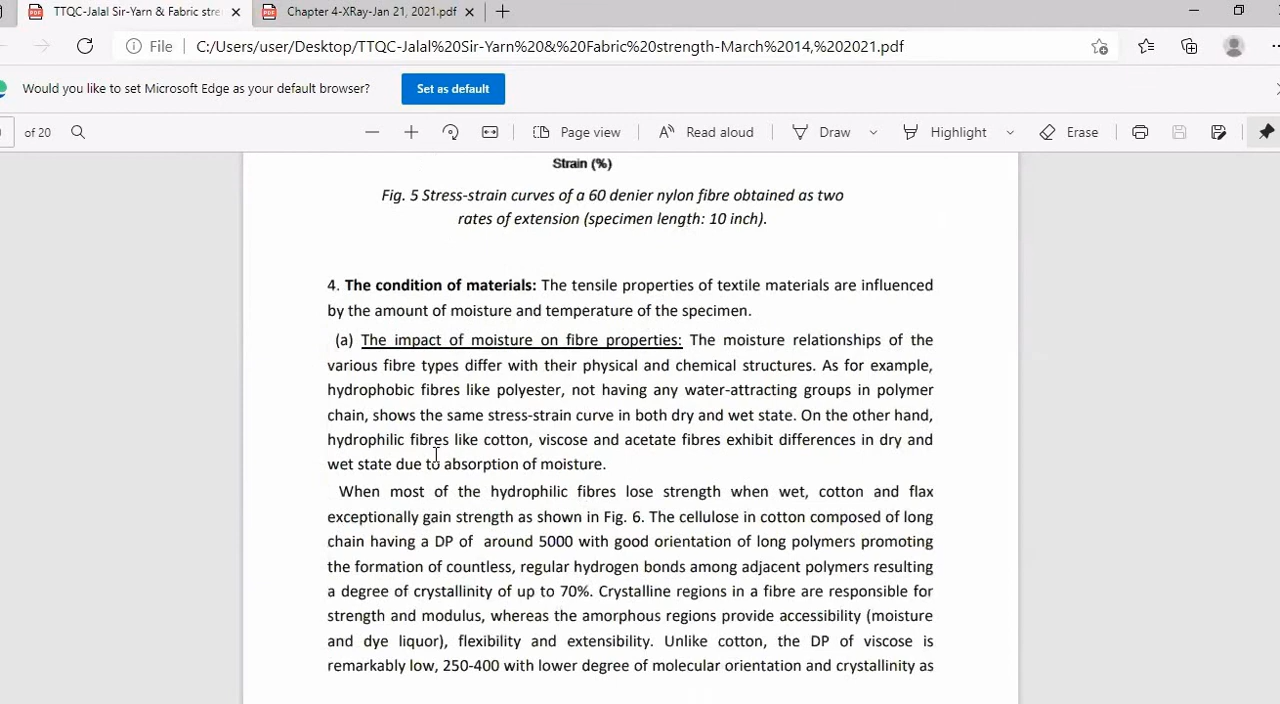 TTQC-Jalal Sir-Yarn & Fabric stre
Chapter 4-XRay-Jan 21, 2021.pdf
File
C:/Users/user/Desktop/TTQC-Jalal%20Sir-Yarn%20&%20Fabric%20strength-March%2014,%202021.pdf
Would you like to set Microsoft Edge as your default browser?
Set as default
of 20
Page view
Read aloud
Draw
Highlight
Erase
Strain (%)
Fig. 5 Stress-strain curves of a 60 denier nylon fibre obtained as two
rates of extension (specimen length: 10 inch).
4. The condition of materials: The tensile properties of textile materials are influenced
by the amount of moisture and temperature of the specimen.
(a) The impact of moisture on fibre properties: The moisture relationships of the
various fibre types differ with their physical and chemical structures. As for example,
hydrophobic fibres like polyester, not having any water-attracting groups in polymer
chain, shows the same stress-strain curve in both dry and wet state. On the other hand,
hydrophilic fibres like cotton, viscose and acetate fibres exhibit differences in dry and
wet state due to absorption of moisture.
When most of the hydrophilic fibres lose strength when wet, cotton and flax
exceptionally gain strength as shown in Fig. 6. The cellulose in cotton composed of long
chain having a DP of around 5000 with good orientation of long polymers promoting
the formation of countless, regular hydrogen bonds among adjacent polymers resulting
a degree of crystallinity of up to 70%. Crystalline regions in a fibre are responsible for
strength and modulus, whereas the amorphous regions provide accessibility (moisture
and dye liquor), flexibility and extensibility. Unlike cotton, the DP of viscose is
remarkably low, 250-400 with lower degree of molecular orientation and crystallinity as